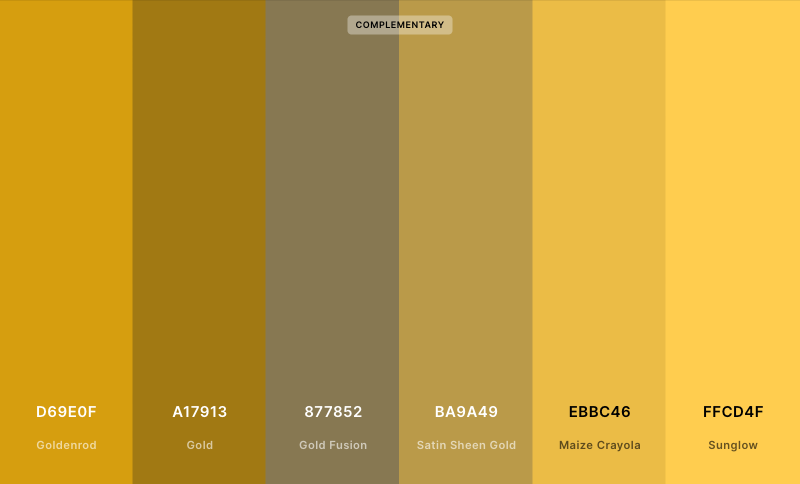 COMPLEMENTARY
D69E0F
Goldenrod
A17913
Gold
877852
Gold Fusion
BA9A49
Satin Sheen Gold
EBBC46
Maize Crayola
FFCD4F
Sunglow